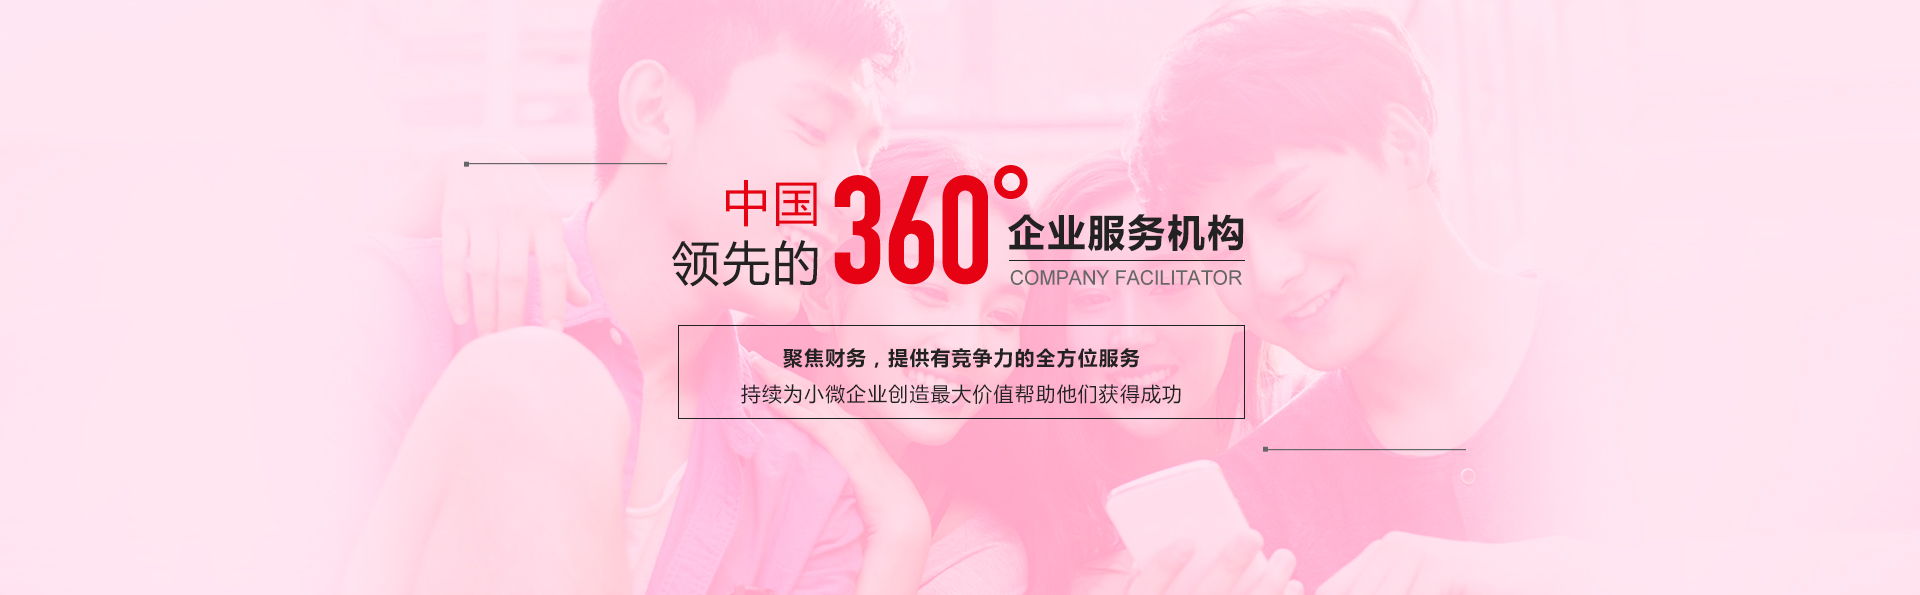 中国
领先的
360°
企业服务机构
COMPANY FACILITATOR
聚焦财务，提供有竞争力的全方位服务
持续为小微企业创造最大价值帮助他们获得成功